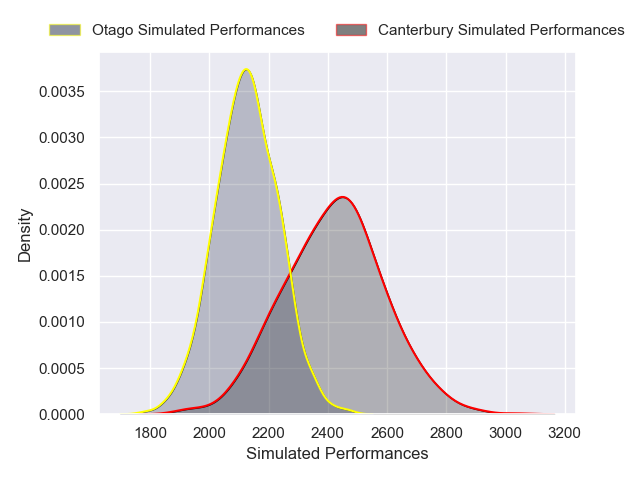 Otago Simulated Performances Canterbury Simulated Performances
0.0035
0.0030
0.0025
0.0020
0.0015
0.0010
0.0005
0.0000
Density
1800 2000 2200 2400 2600 2800 3000 3200
Simulated Performances